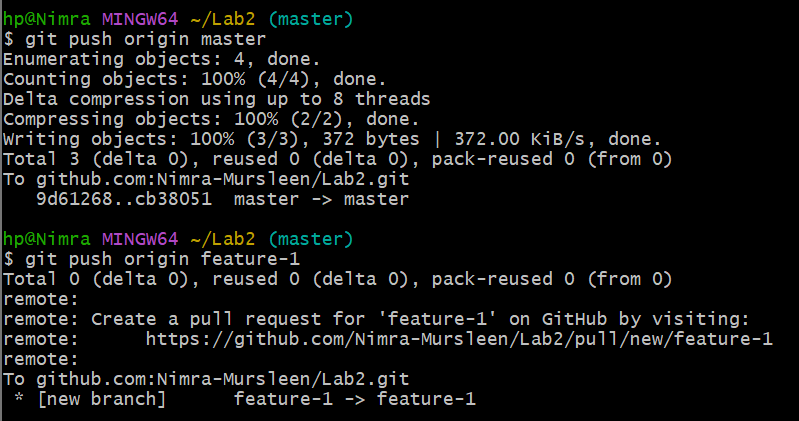 hp@Nimra MINGW64 ~/Lab2 (master)
$ git push origin master
Enumerating objects: 4, done.
Counting objects: 100% (4/4), done.
Delta compression using up to 8 threads
Compressing objects: 100% (2/2), done.
Writing objects: 100% (3/3), 372 bytes | 372.00 KiB/s, done.
Total 3 (delta 0), reused 0 (delta 0), pack-reused 0 (from 0)
To github.com:Nimra-Mursleen/Lab2.git
   9d61268..cb38051  master -> master
hp@Nimra MINGW64 ~/Lab2 (master)
$ git push origin feature-1
Total 0 (delta 0), reused 0 (delta 0), pack-reused 0 (from 0)
remote:
remote: Create a pull request for 'feature-1' on GitHub by visiting:
remote:      https://github.com/Nimra-Mursleen/Lab2/pull/new/feature-1
remote:
To github.com:Nimra-Mursleen/Lab2.git
 * [new branch]      feature-1 -> feature-1